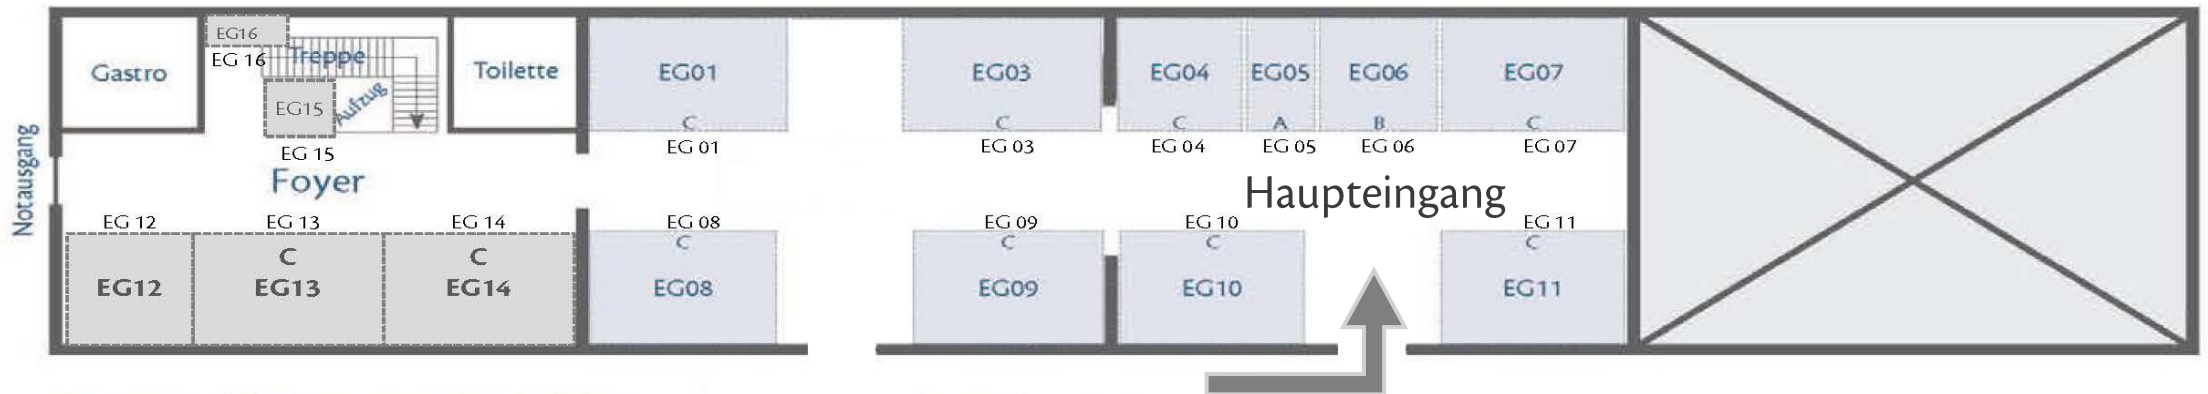 EG16
EG 16
Treppe
Gastro
Toilette
EG15
Aufzug
EG 15
EG01
C
EG 01
EG03
C
EG 03
EG04
C
EG 04
EG05
A
EG 05
EG06
B
EG 06
EG07
C
EG 07
Notausgang
Foyer
Haupteingang
EG 12
EG12
EG 13
C
EG13
EG 14
C
EG14
EG 08
C
EG08
EG 09
C
EG09
EG 10
C
EG10
EG 11
C
EG11